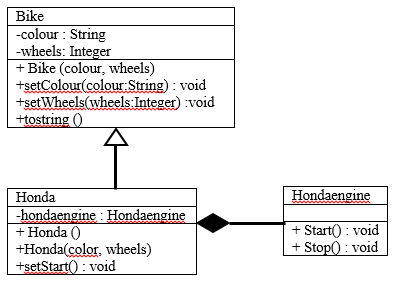 Bike
-colour : String
-wheels: Integer
+ Bike (colour, wheels)
+setColour(colour:String) : void
+setWheels(wheels:Integer) :void
+tostring ()
Honda
-hondaengine : Hondaengine
+ Honda ()
+Honda(color, wheels)
+setStart() : void
Hondaengine
+ Start() : void
+ Stop() : void